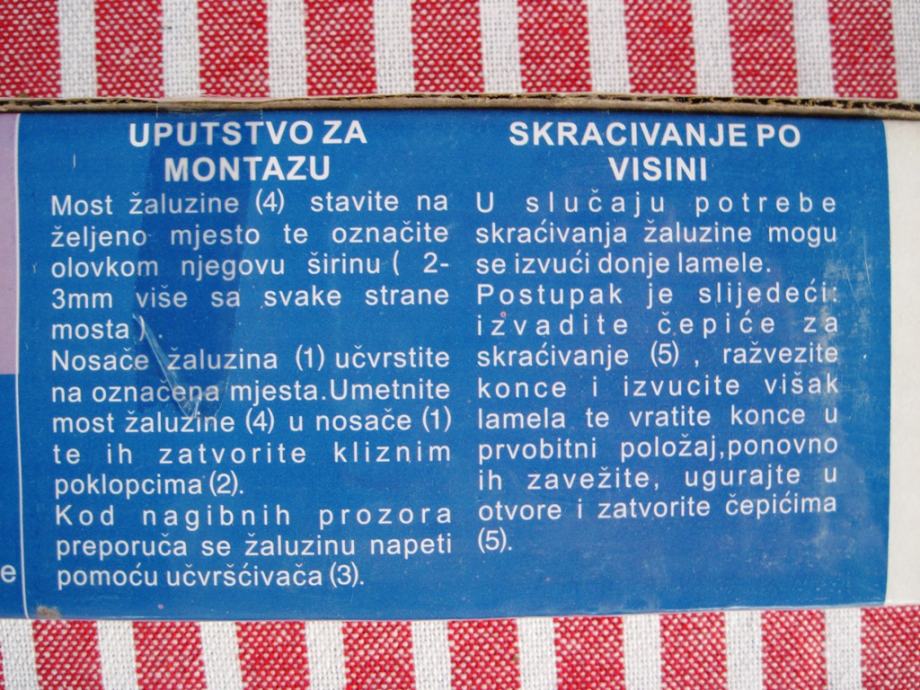 UPUTSTVO ZA
MONTAZU
Most žaluzine (4) stavite na
željeno mjesto te označite
olovkom njegovu širinu ( 2-
3mm više sa svake strane
mosta ).
Nosače žaluzina (1) učvrstite
na označena mjesta.Umetnite
most žaluzine (4) u nosače (1)
te ih zatvorite kliznim
poklopcima (2).
Kod nagibnih prozora
preporuča se žaluzinu napeti
pomoću učvršćivača (3).
SKRACIVANJE PO
VISINI
U slučaju potrebe
skraćivanja žaluzine mogu
se izvući donje lamele.
Postupak je slijedeći:
izvadite čepiće za
skraćivanje (5) , ražvezite
konce i izvucite višak
lamela te vratite konce u
prvobitni položaj,ponovno
ih zavežite, ugurajte u
otvore i zatvorite čepićima
(5).
e